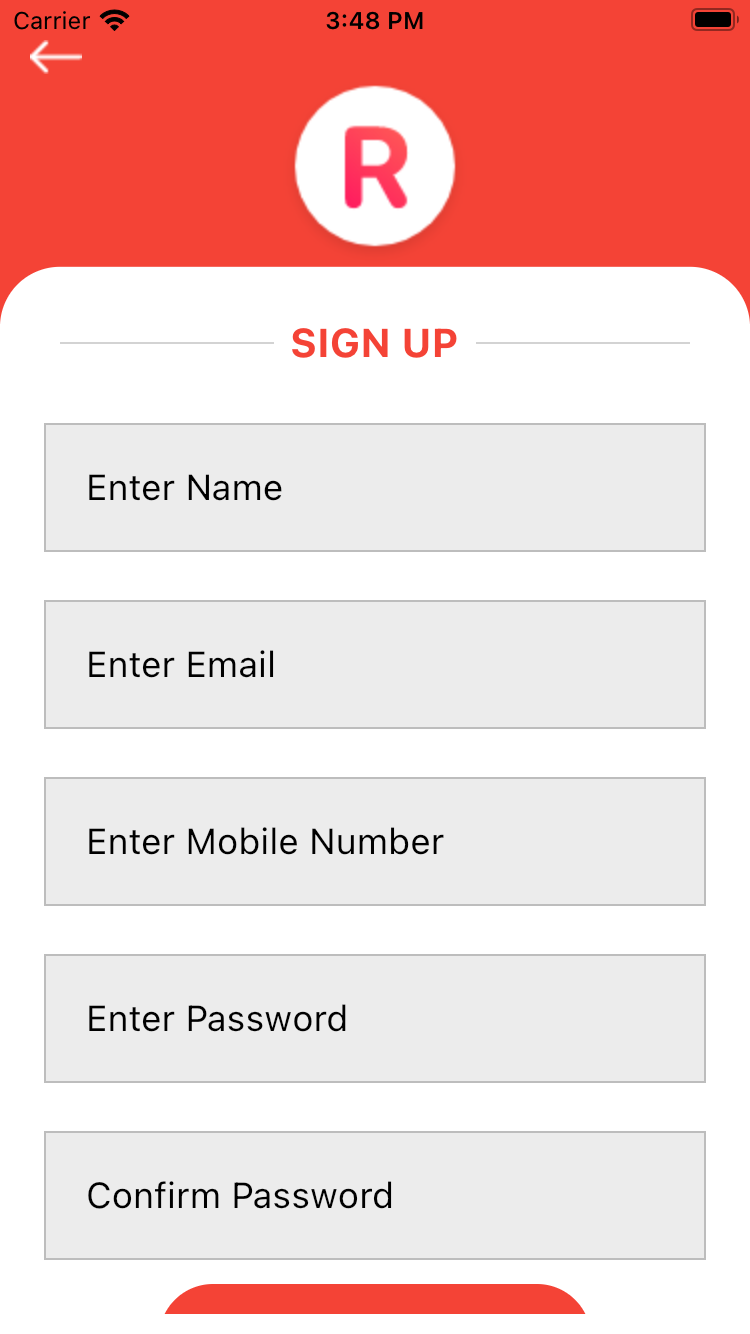 Carrier 3:48 PM
R
SIGN UP
Enter Name
Enter Email
Enter Mobile Number
Enter Password
Confirm Password